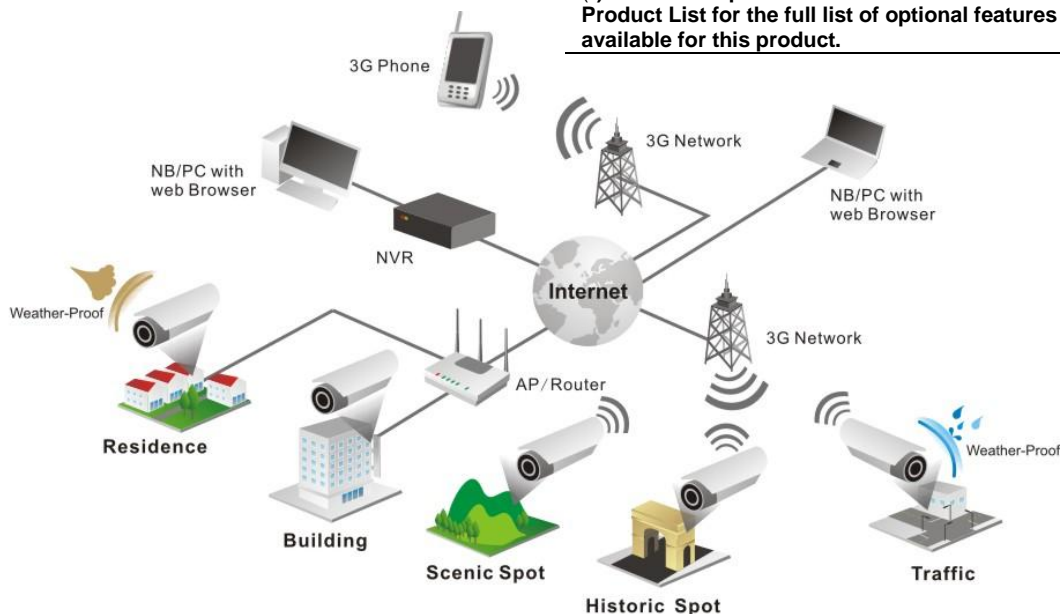 Product List for the full list of optional features
available for this product.
3G Phone
3G Network
NB/PC with
web Browser
NB/PC with
web Browser
NVR
Internet
Weather-Proof
3G Network
AP/Router
Residence
Weather-Proof
Building
Scenic Spot
Traffic
Historic Spot